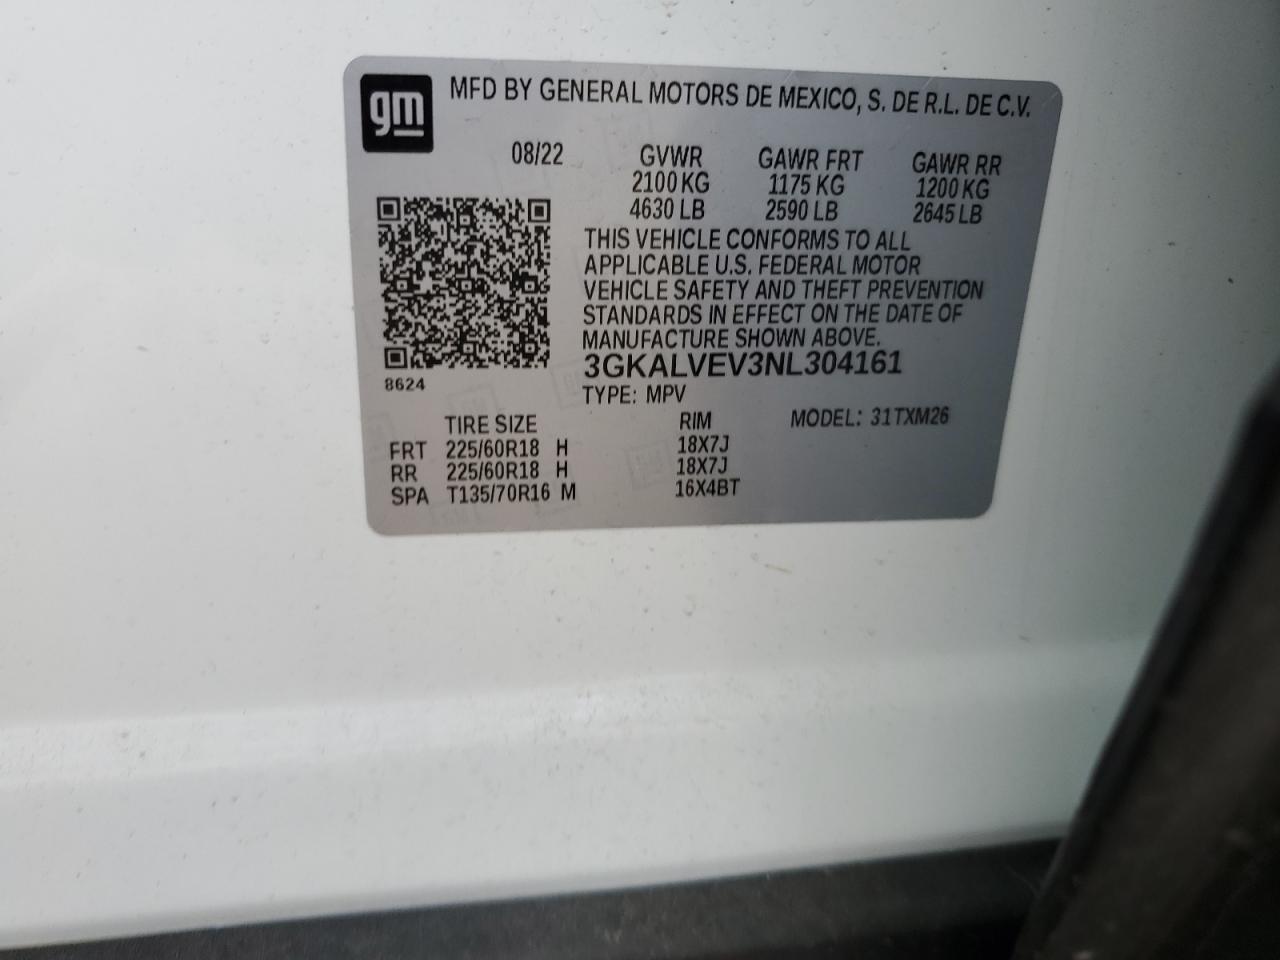 gm
MFD BY GENERAL MOTORS DE MEXICO, S. DE R.L. DE C.V.
08/22 GVWR GAWR FRT GAWR RR
2100 KG 1175 KG 1200 KG
4630 LB 2590 LB 2645 LB
THIS VEHICLE CONFORMS TO ALL
APPLICABLE U.S. FEDERAL MOTOR
VEHICLE SAFETY AND THEFT PREVENTION
STANDARDS IN EFFECT ON THE DATE OF
MANUFACTURE SHOWN ABOVE.
3GKALVEV3NL304161
8624
TYPE: MPV
TIRE SIZE RIM MODEL: 31TXM26
FRT 225/60R18 H 18X7J
RR 225/60R18 H 18X7J
SPA T135/70R16 M 16X4BT